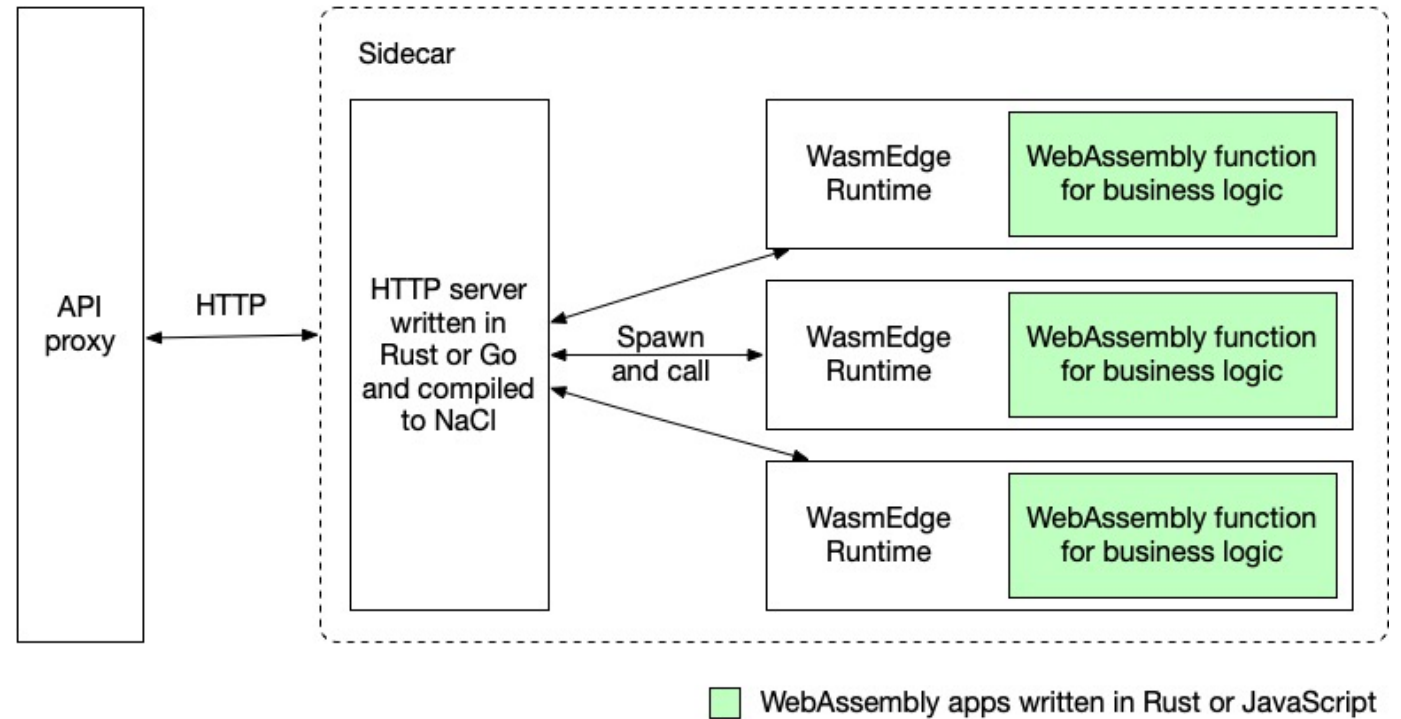 Sidecar
API
proxy
HTTP
HTTP server
written in
Rust or Go
and compiled
to NaCl
Spawn
and call
WasmEdge
Runtime
WebAssembly function
for business logic
WasmEdge
Runtime
WebAssembly function
for business logic
WasmEdge
Runtime
WebAssembly function
for business logic
WebAssembly apps written in Rust or JavaScript